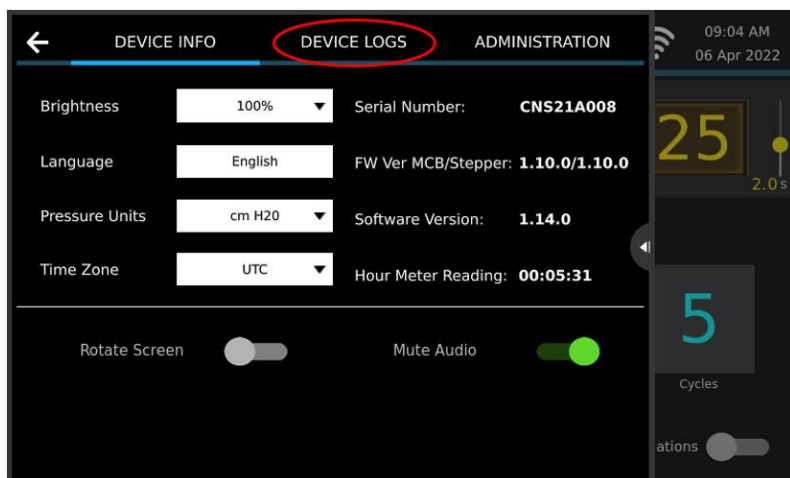 DEVICE INFO DEVICE LOGS ADMINISTRATION
09:04 AM
06 Apr 2022
Brightness 100% Serial Number: CNS21A008
Language English FW Ver MCB/Stepper: 1.10.0/1.10.0
Pressure Units cm H20 Software Version: 1.14.0
Time Zone UTC Hour Meter Reading: 00:05:31
Rotate Screen Mute Audio
25
2.0 s
5
Cycles
ations